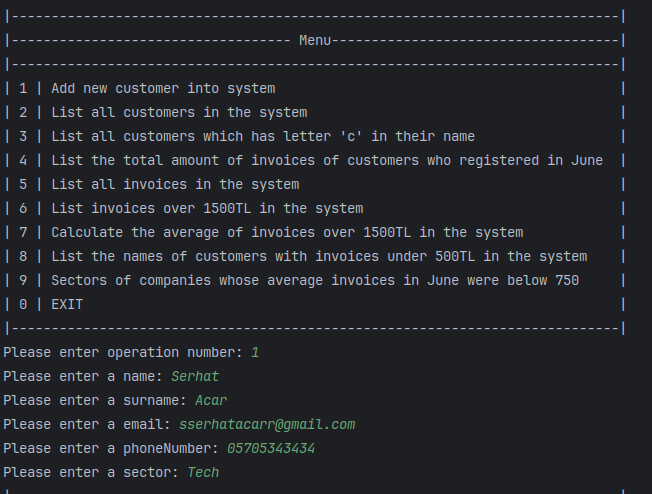 |----------------------------------------------------------------------------|
|----------------------------------- Menu------------------------------------|
|----------------------------------------------------------------------------|
| 1 | Add new customer into system                                           |
| 2 | List all customers in the system                                       |
| 3 | List all customers which has letter 'c' in their name                  |
| 4 | List the total amount of invoices of customers who registered in June  |
| 5 | List all invoices in the system                                        |
| 6 | List invoices over 1500TL in the system                                |
| 7 | Calculate the average of invoices over 1500TL in the system            |
| 8 | List the names of customers with invoices under 500TL in the system    |
| 9 | Sectors of companies whose average invoices in June were below 750     |
| 0 | EXIT                                                                   |
|----------------------------------------------------------------------------|
Please enter operation number: 1
Please enter a name: Serhat
Please enter a surname: Acar
Please enter a email: sserhatacarr@gmail.com
Please enter a phoneNumber: 05705343434
Please enter a sector: Tech